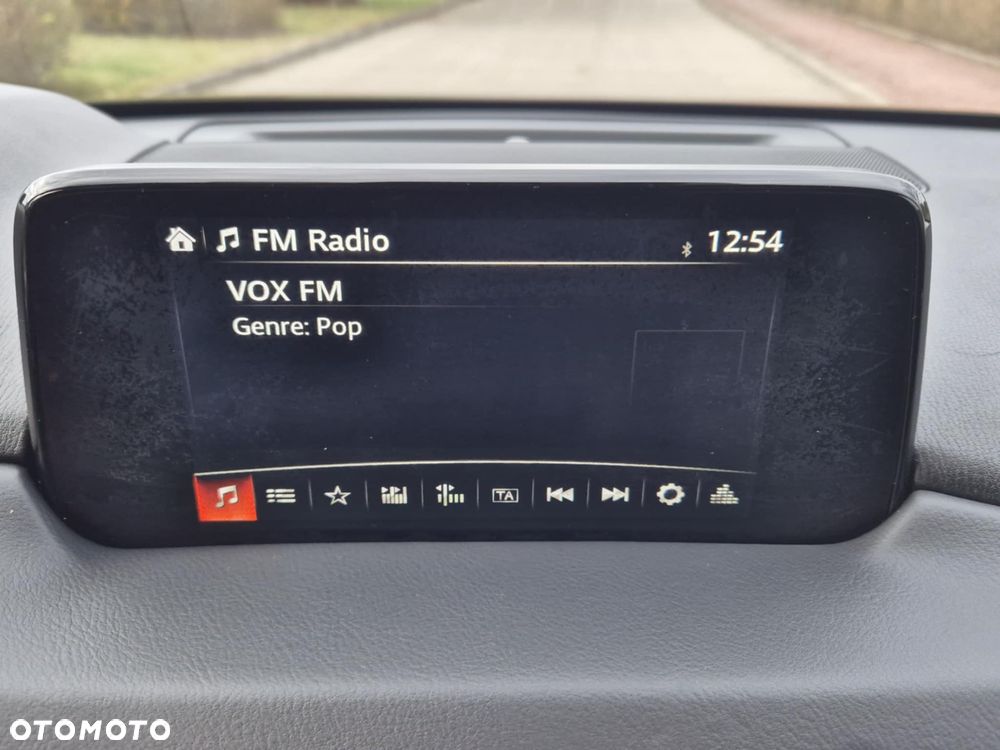 FM Radio 12:54
VOX FM
Genre: Pop
TA
OTOMOTO